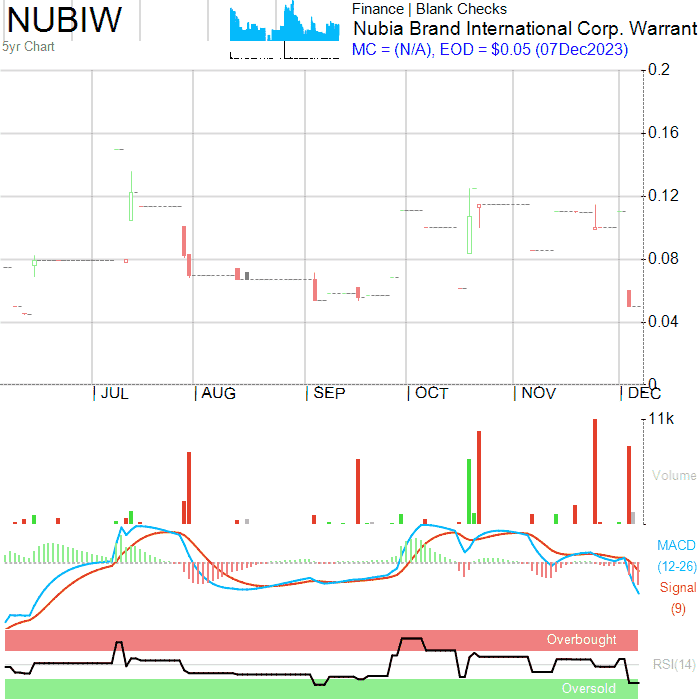 NUBIW
5yr Chart
Finance | Blank Checks
Nubia Brand International Corp. Warrant
MC = (N/A), EOD = $0.05 (07Dec2023)
0.2
0.16
0.12
0.08
0.04
0
JUL AUG SEP OCT NOV DEC
11k
Volume
MACD
(12-26)
Signal
(9)
Overbought
RSI(14)
Oversold